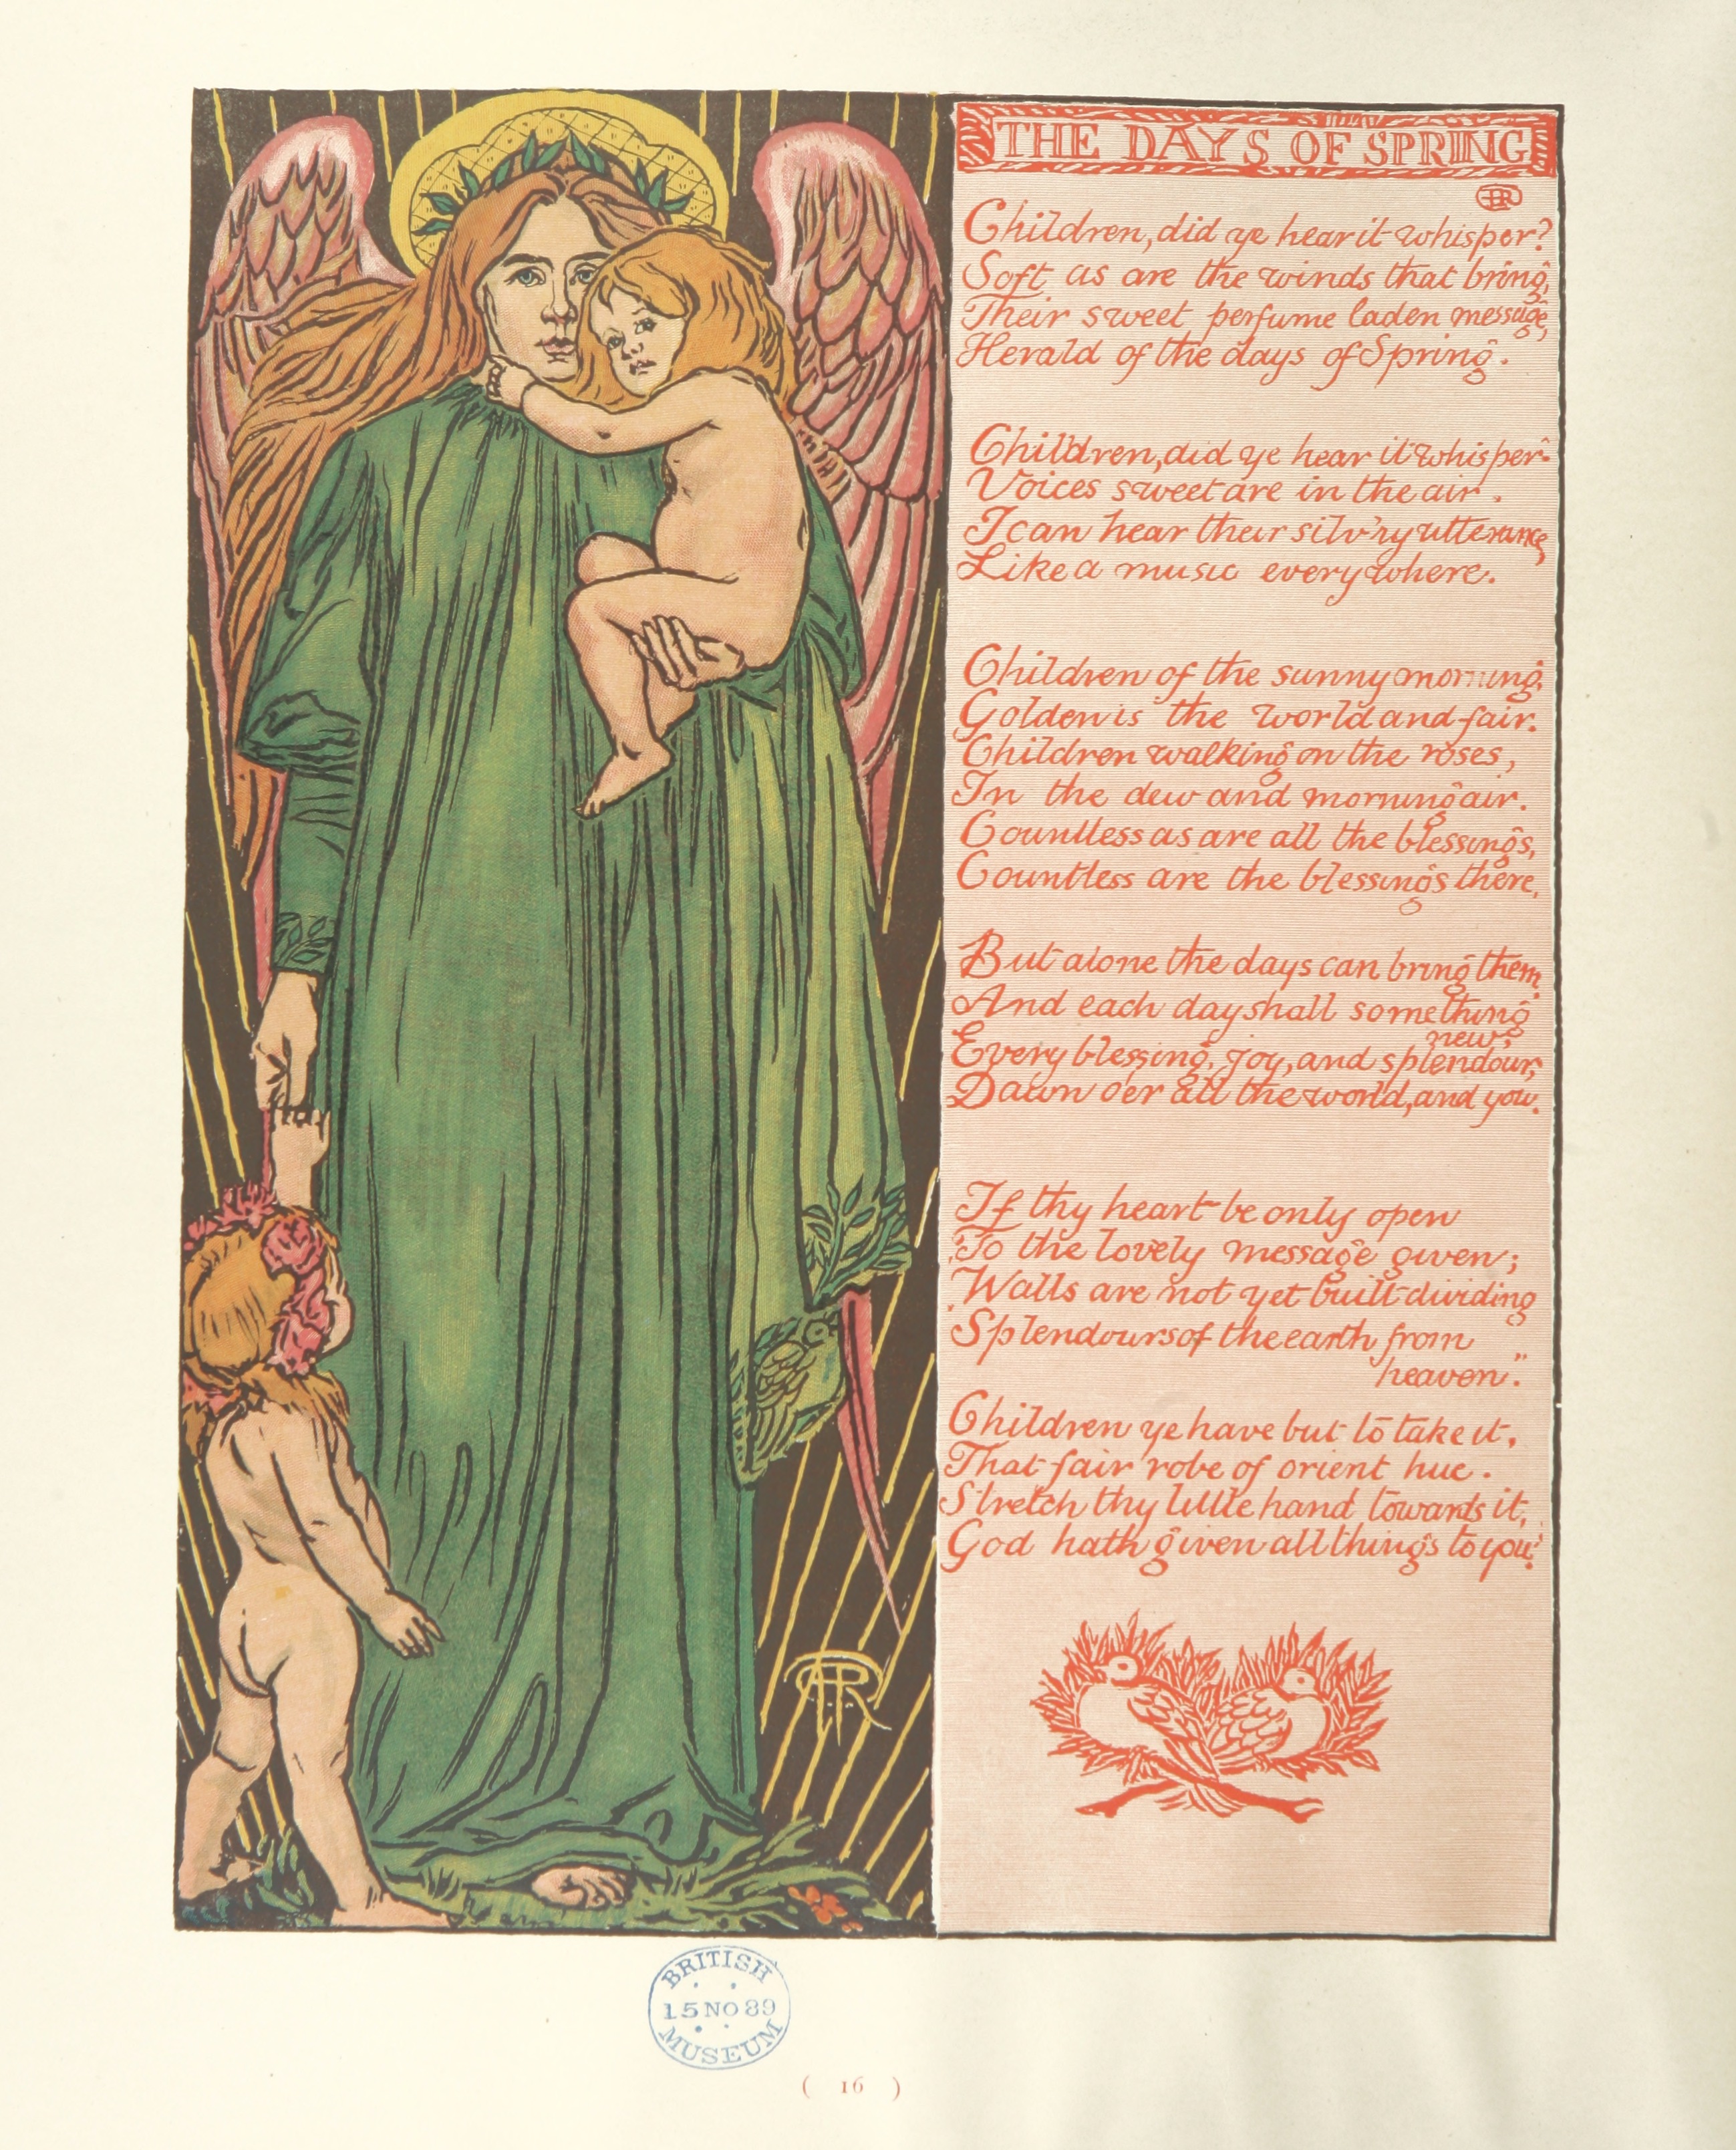 THE DAYS OF SPRING
Children, did ye hear it whisper?
Soft as are the winds that bring,
Their sweet perfume laden message,
Herald of the days of Spring.
Children, did ye hear it whisper
Voices sweet are in the air.
I can hear their silv'ry utterance
Like a music everywhere.
Children of the sunny morning,
Golden is the world and fair.
Children walking on the roses,
In the dew and morning air.
Countless as are all the blessings,
Countless are the blessings there,
But alone the days can bring them,
And each day shall something
new;
Every blessing, joy, and splendour,
Dawn o'er all the world, and you.
If thy heart be only open
To the lovely message given;
Walls are not yet built dividing
Splendours of the earth from
heaven."
Children ye have but to take it,
That fair robe of orient hue.
Stretch thy little hand towards it,
God hath given all things to you."
BRITISH
15 NO 89
MUSEUM
( 16 )